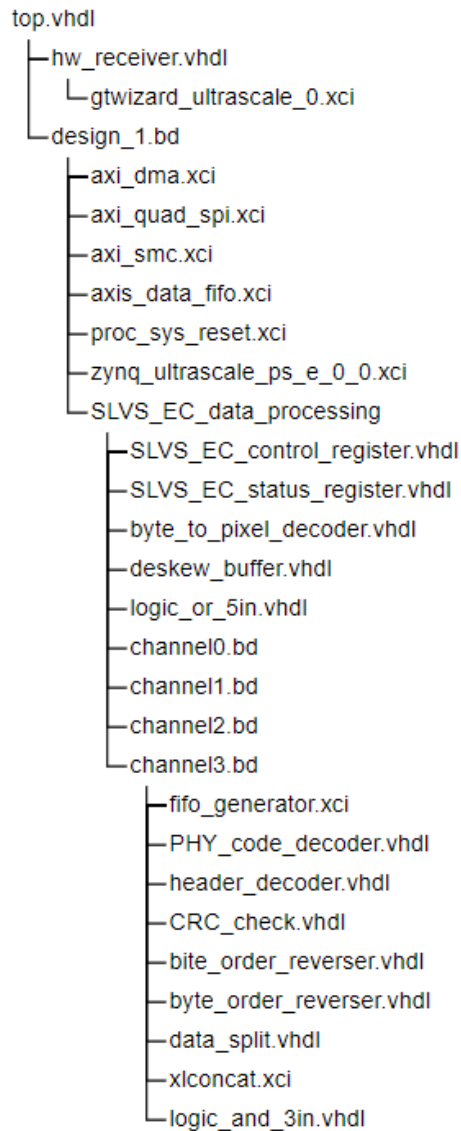 top.vhdl
hw_receiver.vhdl
gtwizard_ultrascale_0.xci
design_1.bd
axi_dma.xci
axi_quad_spi.xci
axi_smc.xci
axis_data_fifo.xci
proc_sys_reset.xci
zynq_ultrascale_ps_e_0_0.xci
SLVS_EC_data_processing
SLVS_EC_control_register.vhdl
SLVS_EC_status_register.vhdl
byte_to_pixel_decoder.vhdl
deskew_buffer.vhdl
logic_or_5in.vhdl
channel0.bd
channel1.bd
channel2.bd
channel3.bd
fifo_generator.xci
PHY_code_decoder.vhdl
header_decoder.vhdl
CRC_check.vhdl
bite_order_reverser.vhdl
byte_order_reverser.vhdl
data_split.vhdl
xlconcat.xci
logic_and_3in.vhdl